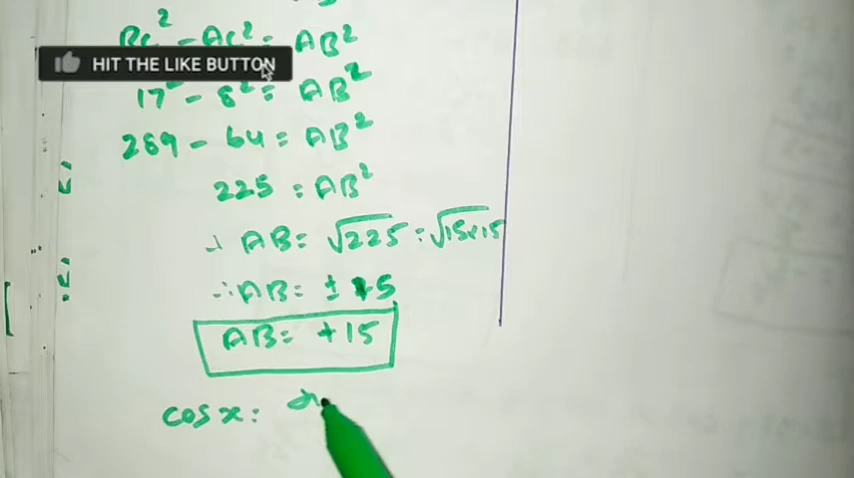 BC² - AC² = AB²
HIT THE LIKE BUTTON
17² - 8² = AB²
289 - 64 = AB²
225 = AB²
∴ AB = √225 = √15×15
∴ AB = ± 15
AB = +15
cos x =